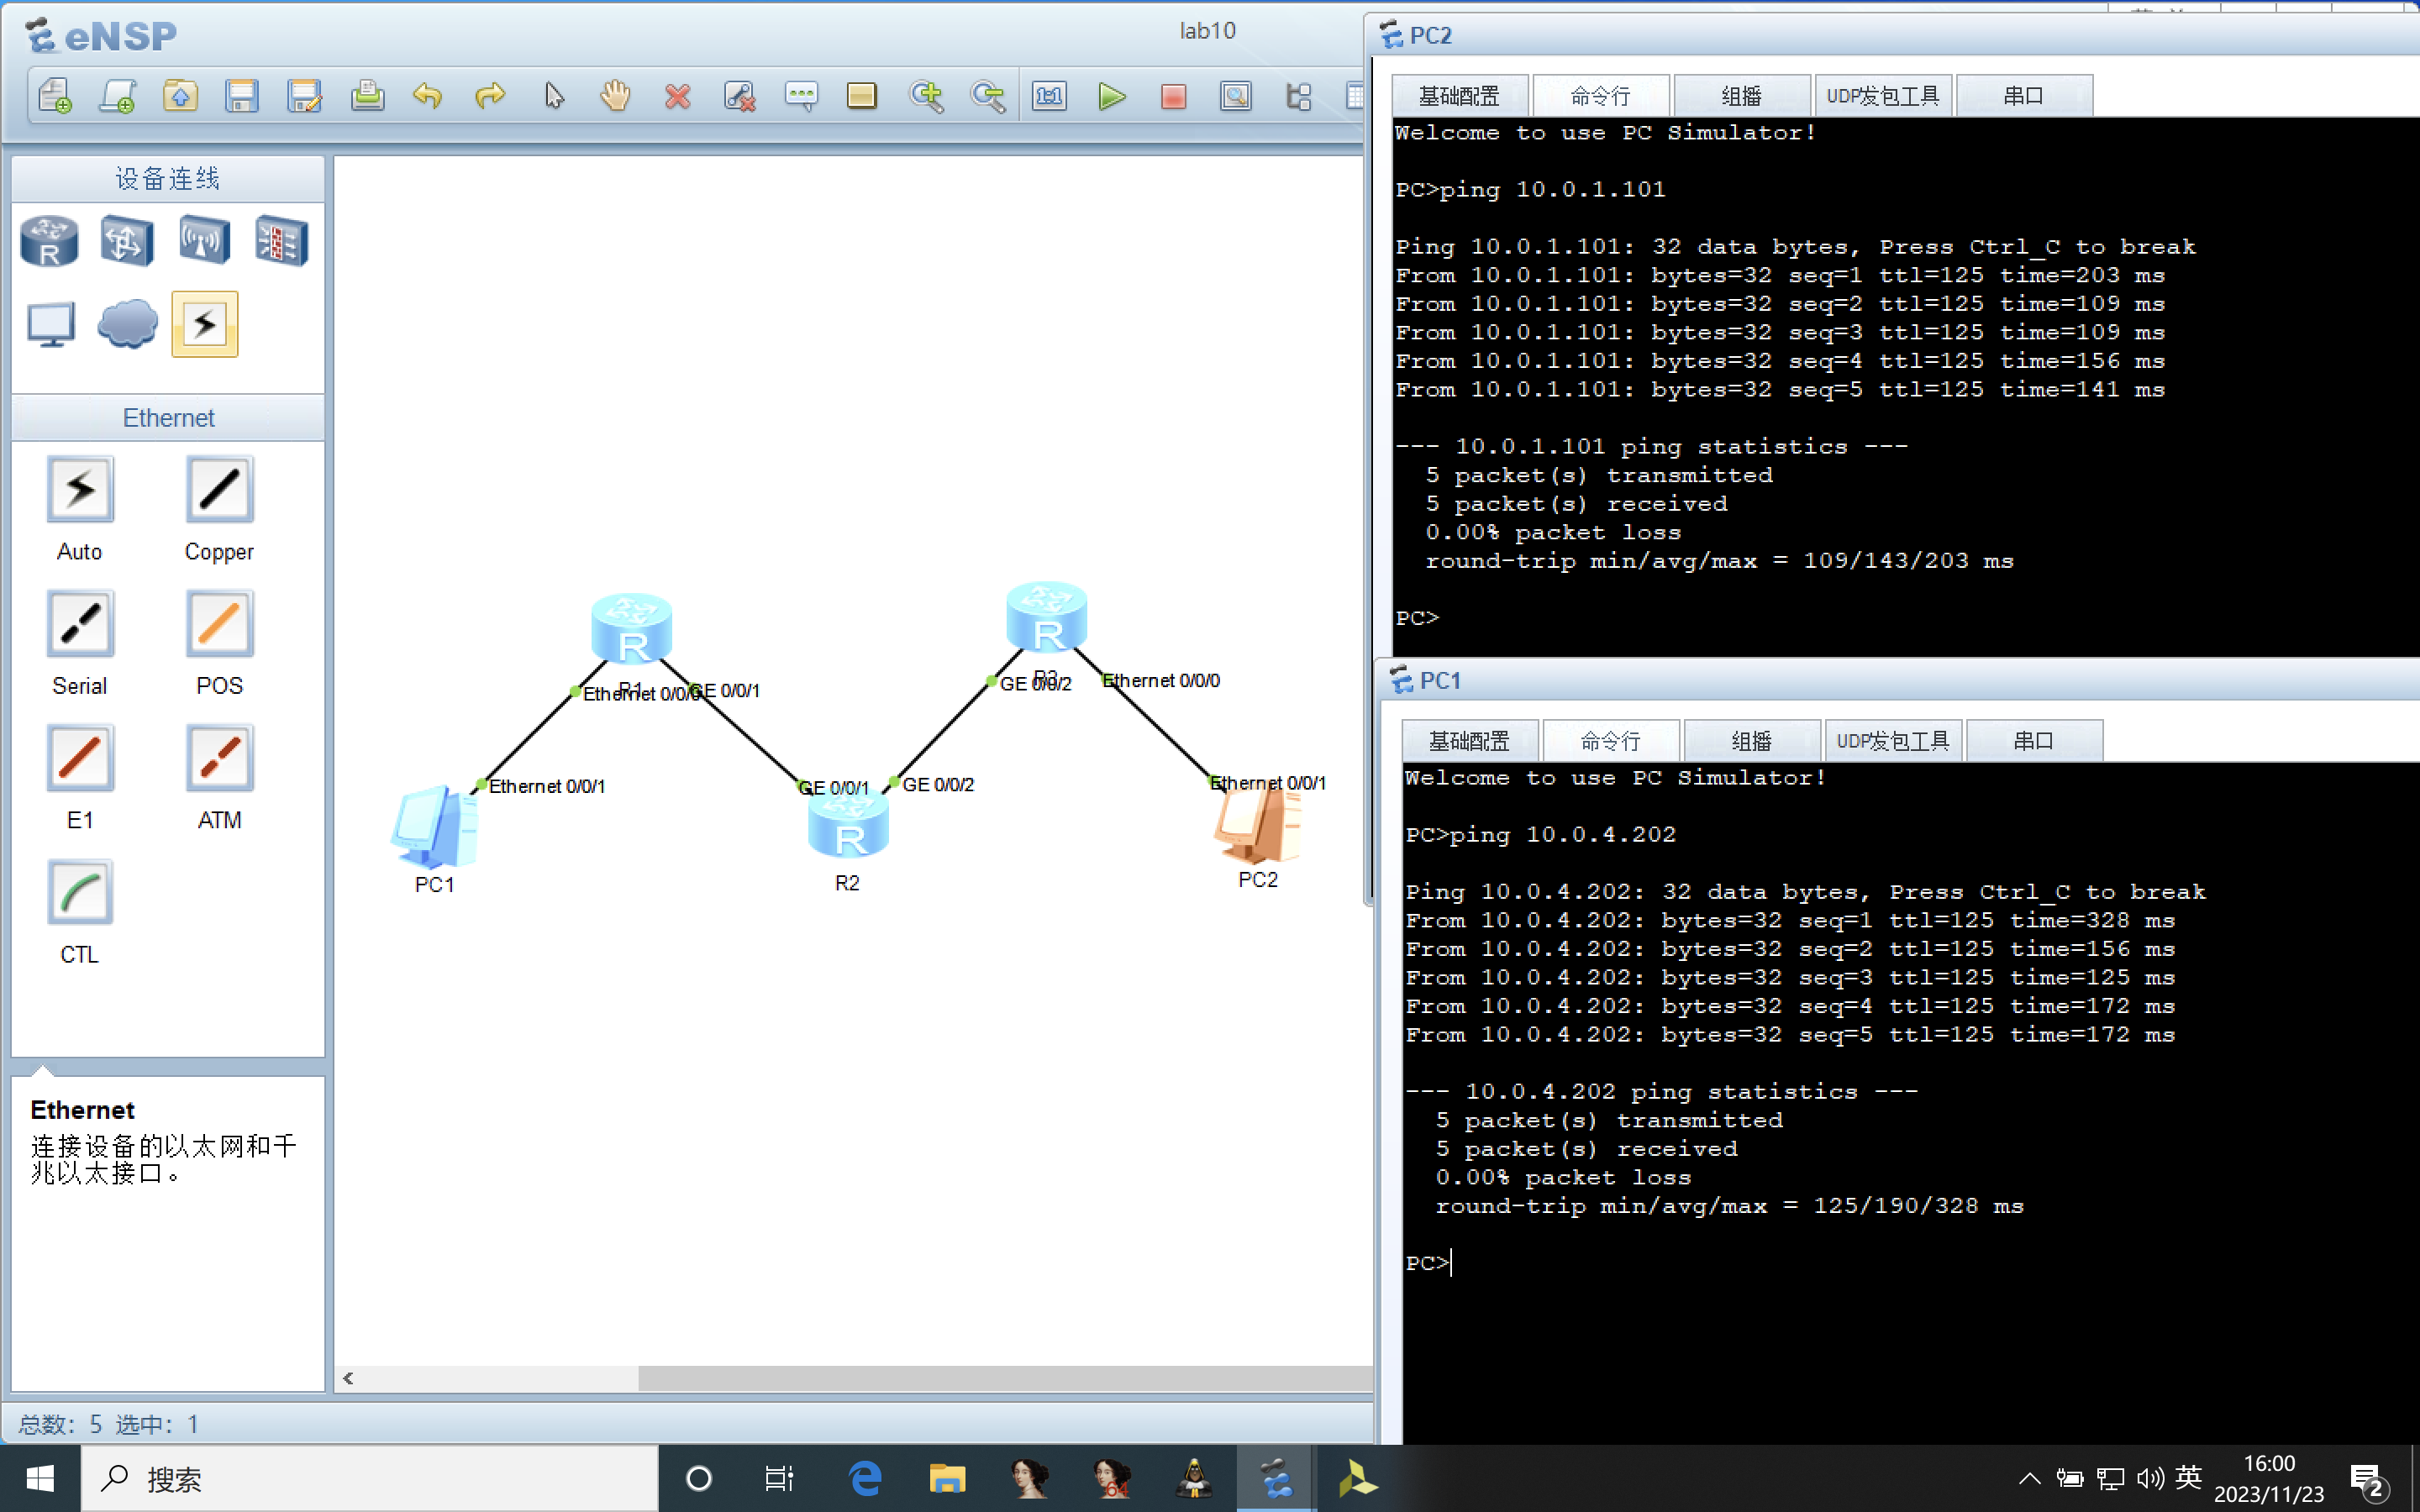 eNSP
lab10
设备连线
Ethernet
Auto
Copper
Serial
POS
E1
ATM
CTL
Ethernet
连接设备的以太网和千
兆以太接口。
总数: 5 选中: 1
R1
Ethernet 0/0/0
GE 0/0/1
R3
GE 0/0/2
Ethernet 0/0/0
Ethernet 0/0/1
GE 0/0/1
GE 0/0/2
Ethernet 0/0/1
PC1
R2
PC2
PC2
基础配置
命令行
组播
UDP发包工具
串口
Welcome to use PC Simulator!
PC>ping 10.0.1.101
Ping 10.0.1.101: 32 data bytes, Press Ctrl_C to break
From 10.0.1.101: bytes=32 seq=1 ttl=125 time=203 ms
From 10.0.1.101: bytes=32 seq=2 ttl=125 time=109 ms
From 10.0.1.101: bytes=32 seq=3 ttl=125 time=109 ms
From 10.0.1.101: bytes=32 seq=4 ttl=125 time=156 ms
From 10.0.1.101: bytes=32 seq=5 ttl=125 time=141 ms
--- 10.0.1.101 ping statistics ---
5 packet(s) transmitted
5 packet(s) received
0.00% packet loss
round-trip min/avg/max = 109/143/203 ms
PC>
PC1
基础配置
命令行
组播
UDP发包工具
串口
Welcome to use PC Simulator!
PC>ping 10.0.4.202
Ping 10.0.4.202: 32 data bytes, Press Ctrl_C to break
From 10.0.4.202: bytes=32 seq=1 ttl=125 time=328 ms
From 10.0.4.202: bytes=32 seq=2 ttl=125 time=156 ms
From 10.0.4.202: bytes=32 seq=3 ttl=125 time=125 ms
From 10.0.4.202: bytes=32 seq=4 ttl=125 time=172 ms
From 10.0.4.202: bytes=32 seq=5 ttl=125 time=172 ms
--- 10.0.4.202 ping statistics ---
5 packet(s) transmitted
5 packet(s) received
0.00% packet loss
round-trip min/avg/max = 125/190/328 ms
PC>
搜索
64
英
16:00
2023/11/23
2